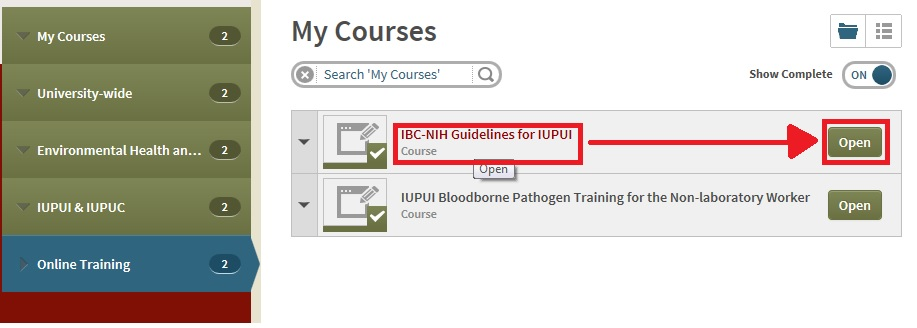 My Courses 2
University-wide 2
Environmental Health an... 2
IUPUI & IUPUC 2
Online Training 2
My Courses
Search 'My Courses'
Show Complete ON
IBC-NIH Guidelines for IUPUI
Course
Open
Open
IUPUI Bloodborne Pathogen Training for the Non-laboratory Worker
Course
Open